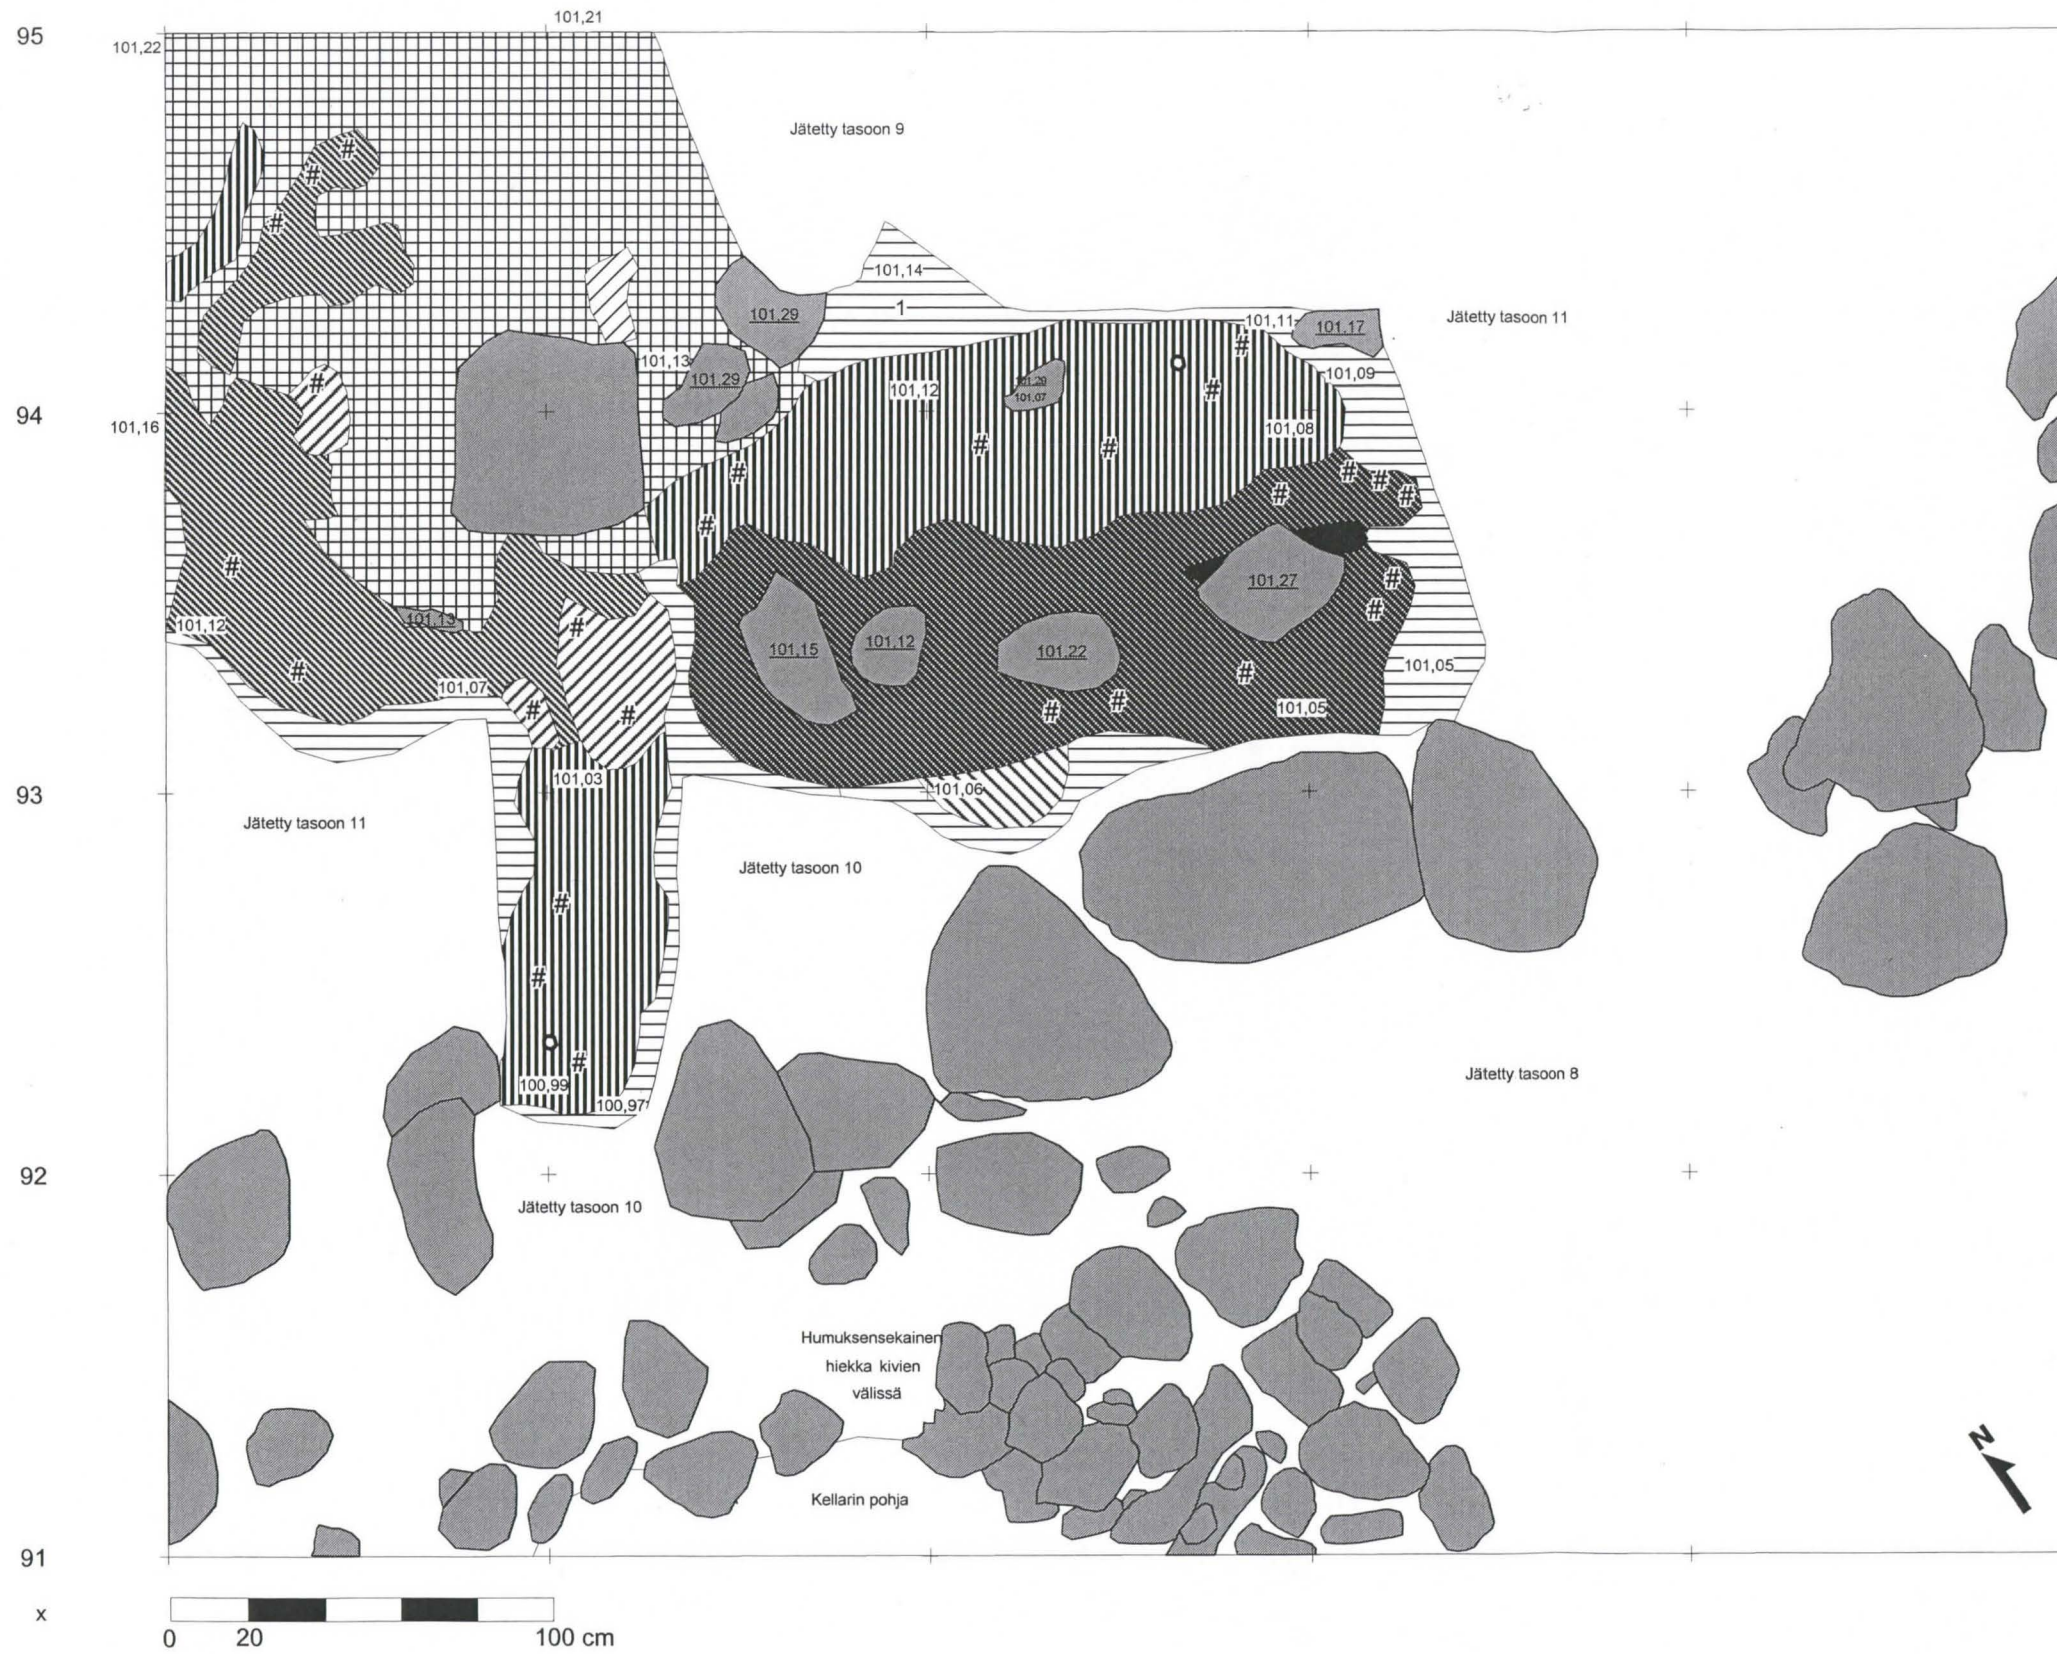 101,21
95
101,22
Jätetty tasoon 9
101,14
1
101,29
101,11
101,17
Jätetty tasoon 11
101,13
101,29
101,09
101,12
101,07
94
101,16
101,08
101,27
101,13
101,12
101,15
101,12
101,22
101,05
101,07
101,05
101,03
101,06
93
Jätetty tasoon 11
Jätetty tasoon 10
Jätetty tasoon 8
100,99
100,97
92
Jätetty tasoon 10
Humuksensekainen
hiekka kivien
välissä
N
Kellarin pohja
91
x
0 20 100 cm